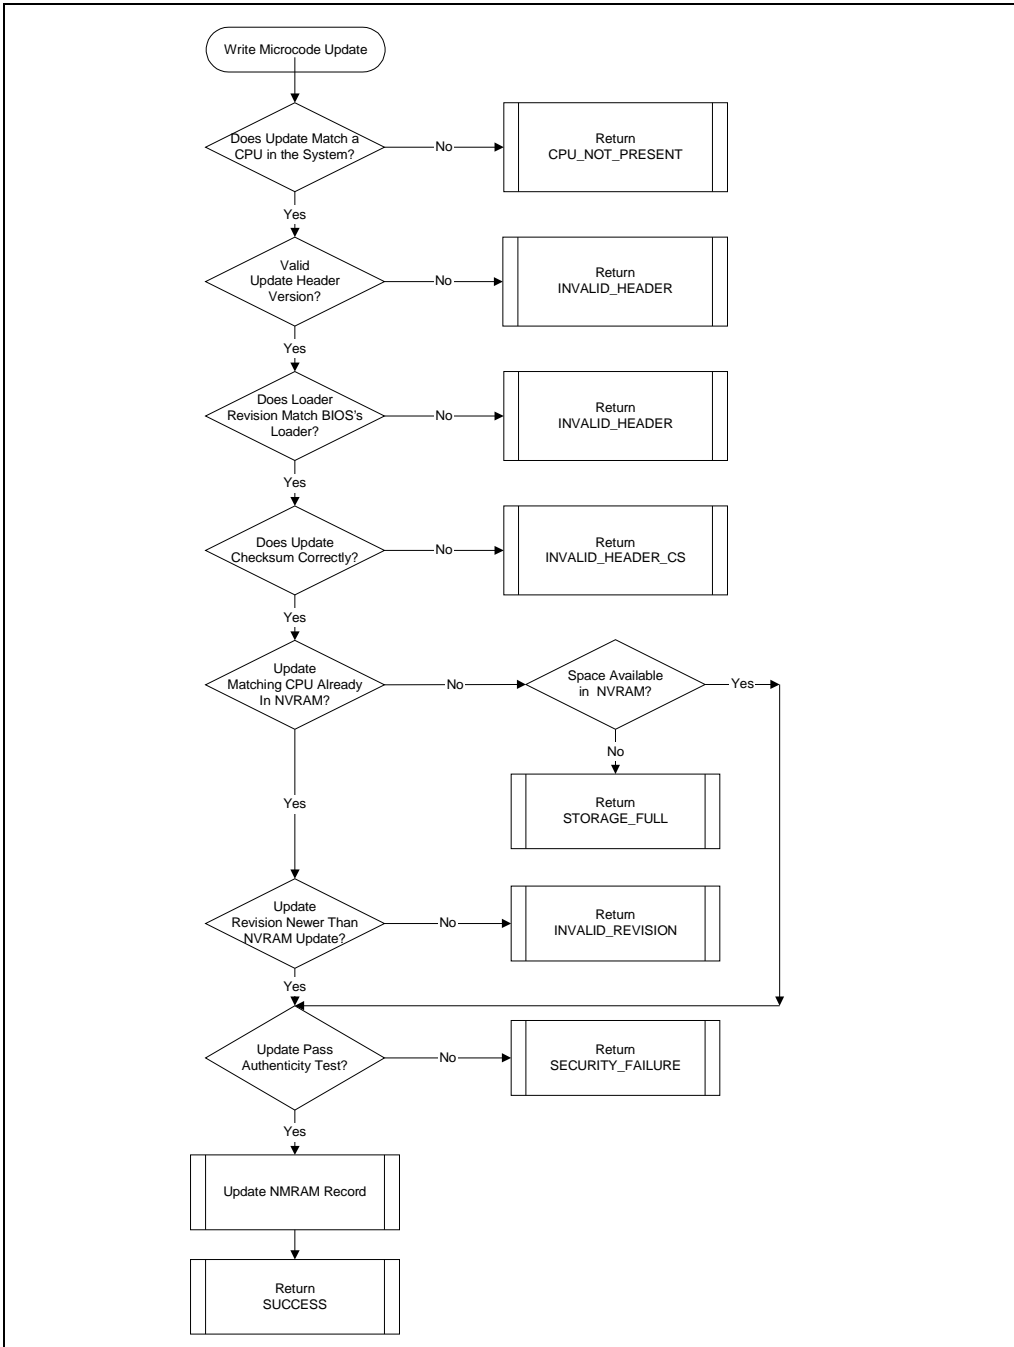 Write Microcode Update
Does Update Match a
CPU in the System?
No
Return
CPU_NOT_PRESENT
Yes
Valid
Update Header
Version?
No
Return
INVALID_HEADER
Yes
Does Loader
Revision Match BIOS's
Loader?
No
Return
INVALID_HEADER
Yes
Does Update
Checksum Correctly?
No
Return
INVALID_HEADER_CS
Yes
Update
Matching CPU Already
In NVRAM?
No
Space Available
in NVRAM?
Yes
No
Return
STORAGE_FULL
Yes
Update
Revision Newer Than
NVRAM Update?
No
Return
INVALID_REVISION
Yes
Update Pass
Authenticity Test?
No
Return
SECURITY_FAILURE
Yes
Update NMRAM Record
Return
SUCCESS